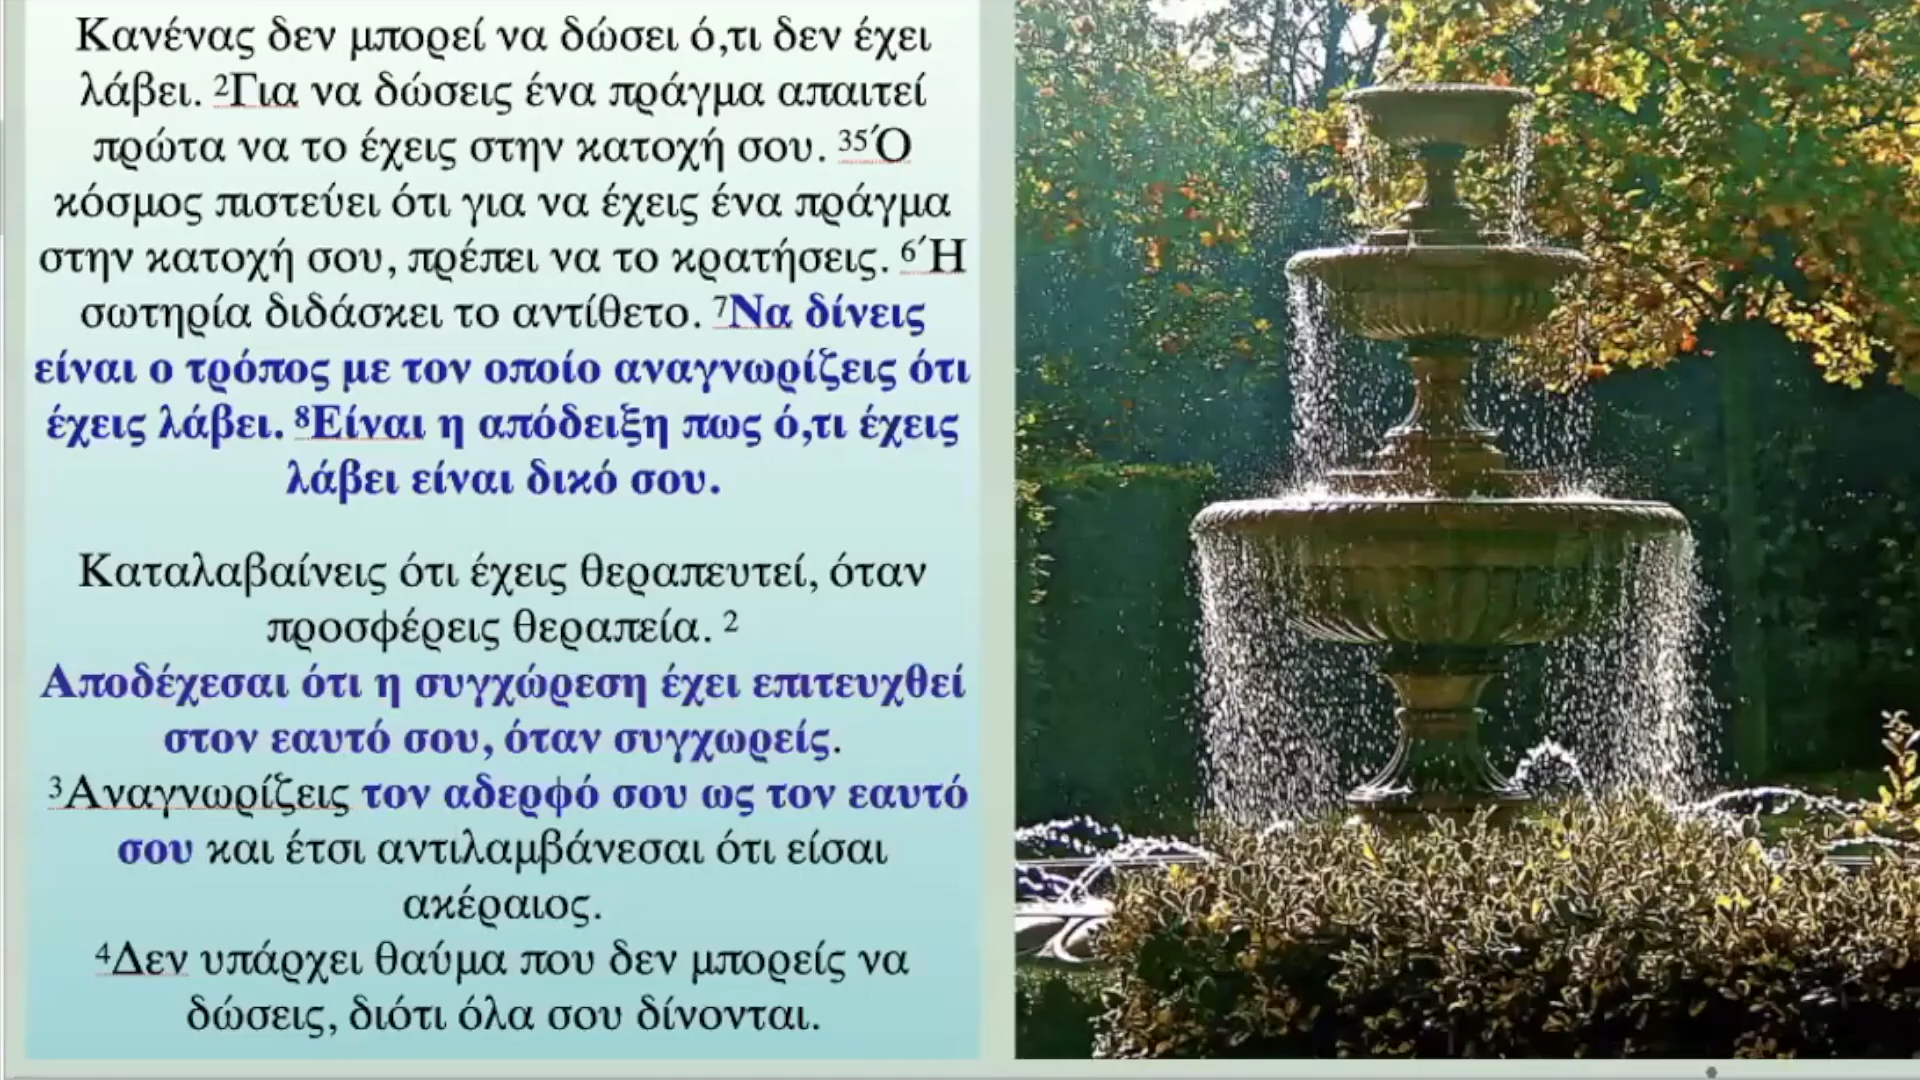 Κανένας δεν μπορεί να δώσει ό,τι δεν έχει
λάβει. ²Για να δώσεις ένα πράγμα απαιτεί
πρώτα να το έχεις στην κατοχή σου. ³⁵Ό
κόσμος πιστεύει ότι για να έχεις ένα πράγμα
στην κατοχή σου, πρέπει να το κρατήσεις. ⁶Ή
σωτηρία διδάσκει το αντίθετο. ⁷Να δίνεις
είναι ο τρόπος με τον οποίο αναγνωρίζεις ότι
έχεις λάβει. ⁸Είναι η απόδειξη πως ό,τι έχεις
λάβει είναι δικό σου.
Καταλαβαίνεις ότι έχεις θεραπευτεί, όταν
προσφέρεις θεραπεία. ²
Αποδέχεσαι ότι η συγχώρεση έχει επιτευχθεί
στον εαυτό σου, όταν συγχωρείς.
³Αναγνωρίζεις τον αδερφό σου ως τον εαυτό
σου και έτσι αντιλαμβάνεσαι ότι είσαι
ακέραιος.
⁴Δεν υπάρχει θαύμα που δεν μπορείς να
δώσεις, διότι όλα σου δίνονται.